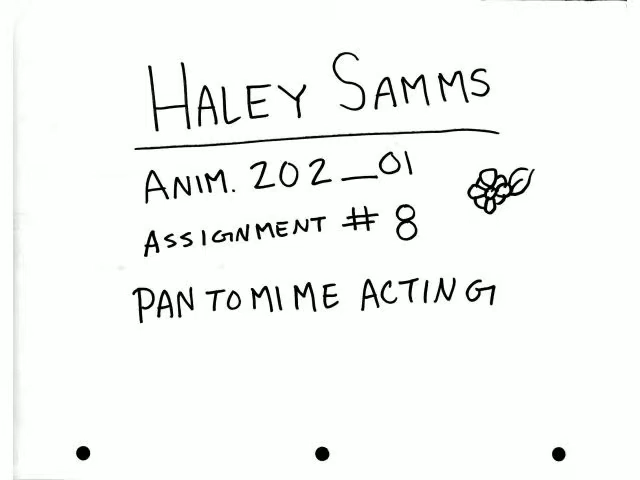 HALEY SAMMS
ANIM. 202_01
ASSIGNMENT # 8
PANTOMIME ACTING